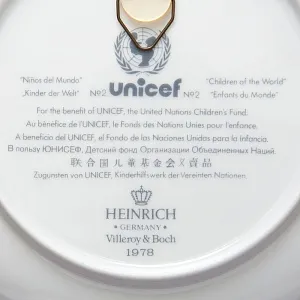 unicef
"Niños del Mundo" "Children of the World"
"Kinder der Welt" No2 No2 "Enfants du Monde"
For the benefit of UNICEF, the United Nations Children's Fund.
Au bénéfice de l'UNICEF, le Fonds des Nations Unies pour l'enfance.
A beneficio del UNICEF, el Fondo de las Naciones Unidas para la Infancia.
В пользу ЮНИСЕФ, Детский фонд Организации Объединенных Наций.
联合国儿童基金会义卖品
Zugunsten von UNICEF, Kinderhilfswerk der Vereinten Nationen.
HEINRICH
GERMANY
Villeroy & Boch
1978